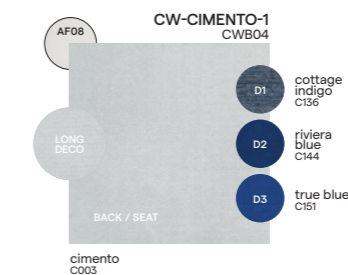 CW-CIMENTO-1
CWB04
AF08
D1
cottage
indigo
C136
LONG
DECO
D2
riviera
blue
C144
D3
true blue
C151
BACK / SEAT
cimento
C003